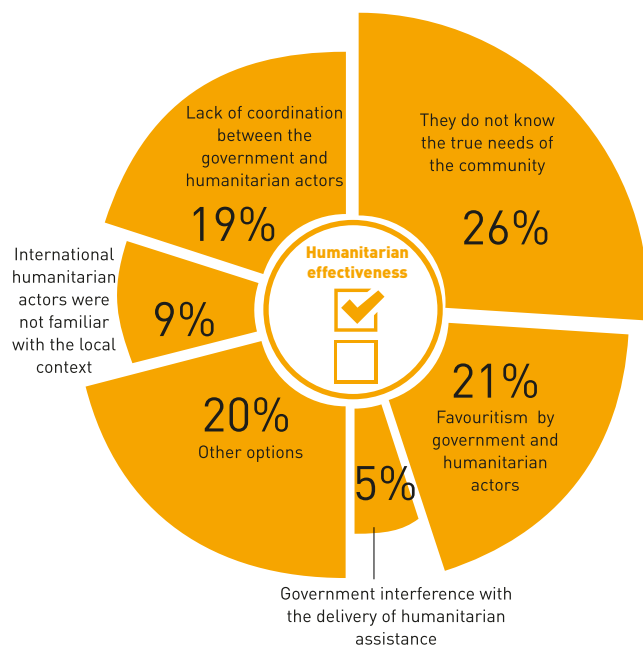 Lack of coordination
between the
government and
humanitarian actors
19%
They do not know
the true needs of
the community
26%
Humanitarian
effectiveness
International
humanitarian
actors were
not familiar
with the local
context
9%
21%
Favouritism by
government and
humanitarian
actors
20%
Other options
5%
Government interference with
the delivery of humanitarian
assistance